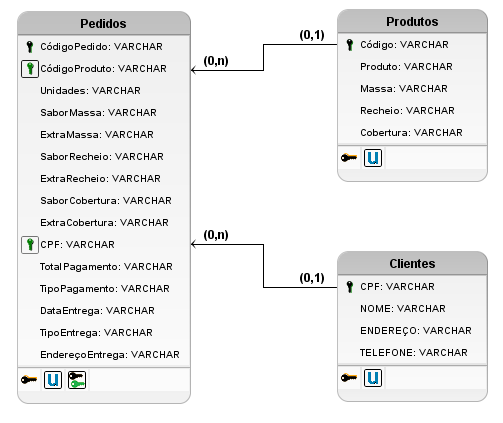 Pedidos
CódigoPedido: VARCHAR
CódigoProduto: VARCHAR
Unidades: VARCHAR
SaborMassa: VARCHAR
ExtraMassa: VARCHAR
SaborRecheio: VARCHAR
ExtraRecheio: VARCHAR
SaborCobertura: VARCHAR
ExtraCobertura: VARCHAR
CPF: VARCHAR
TotalPagamento: VARCHAR
TipoPagamento: VARCHAR
DataEntrega: VARCHAR
TipoEntrega: VARCHAR
EndereçoEntrega: VARCHAR
U
(0,n)
(0,1)
Produtos
Código: VARCHAR
Produto: VARCHAR
Massa: VARCHAR
Recheio: VARCHAR
Cobertura: VARCHAR
U
(0,n)
(0,1)
Clientes
CPF: VARCHAR
NOME: VARCHAR
ENDEREÇO: VARCHAR
TELEFONE: VARCHAR
U